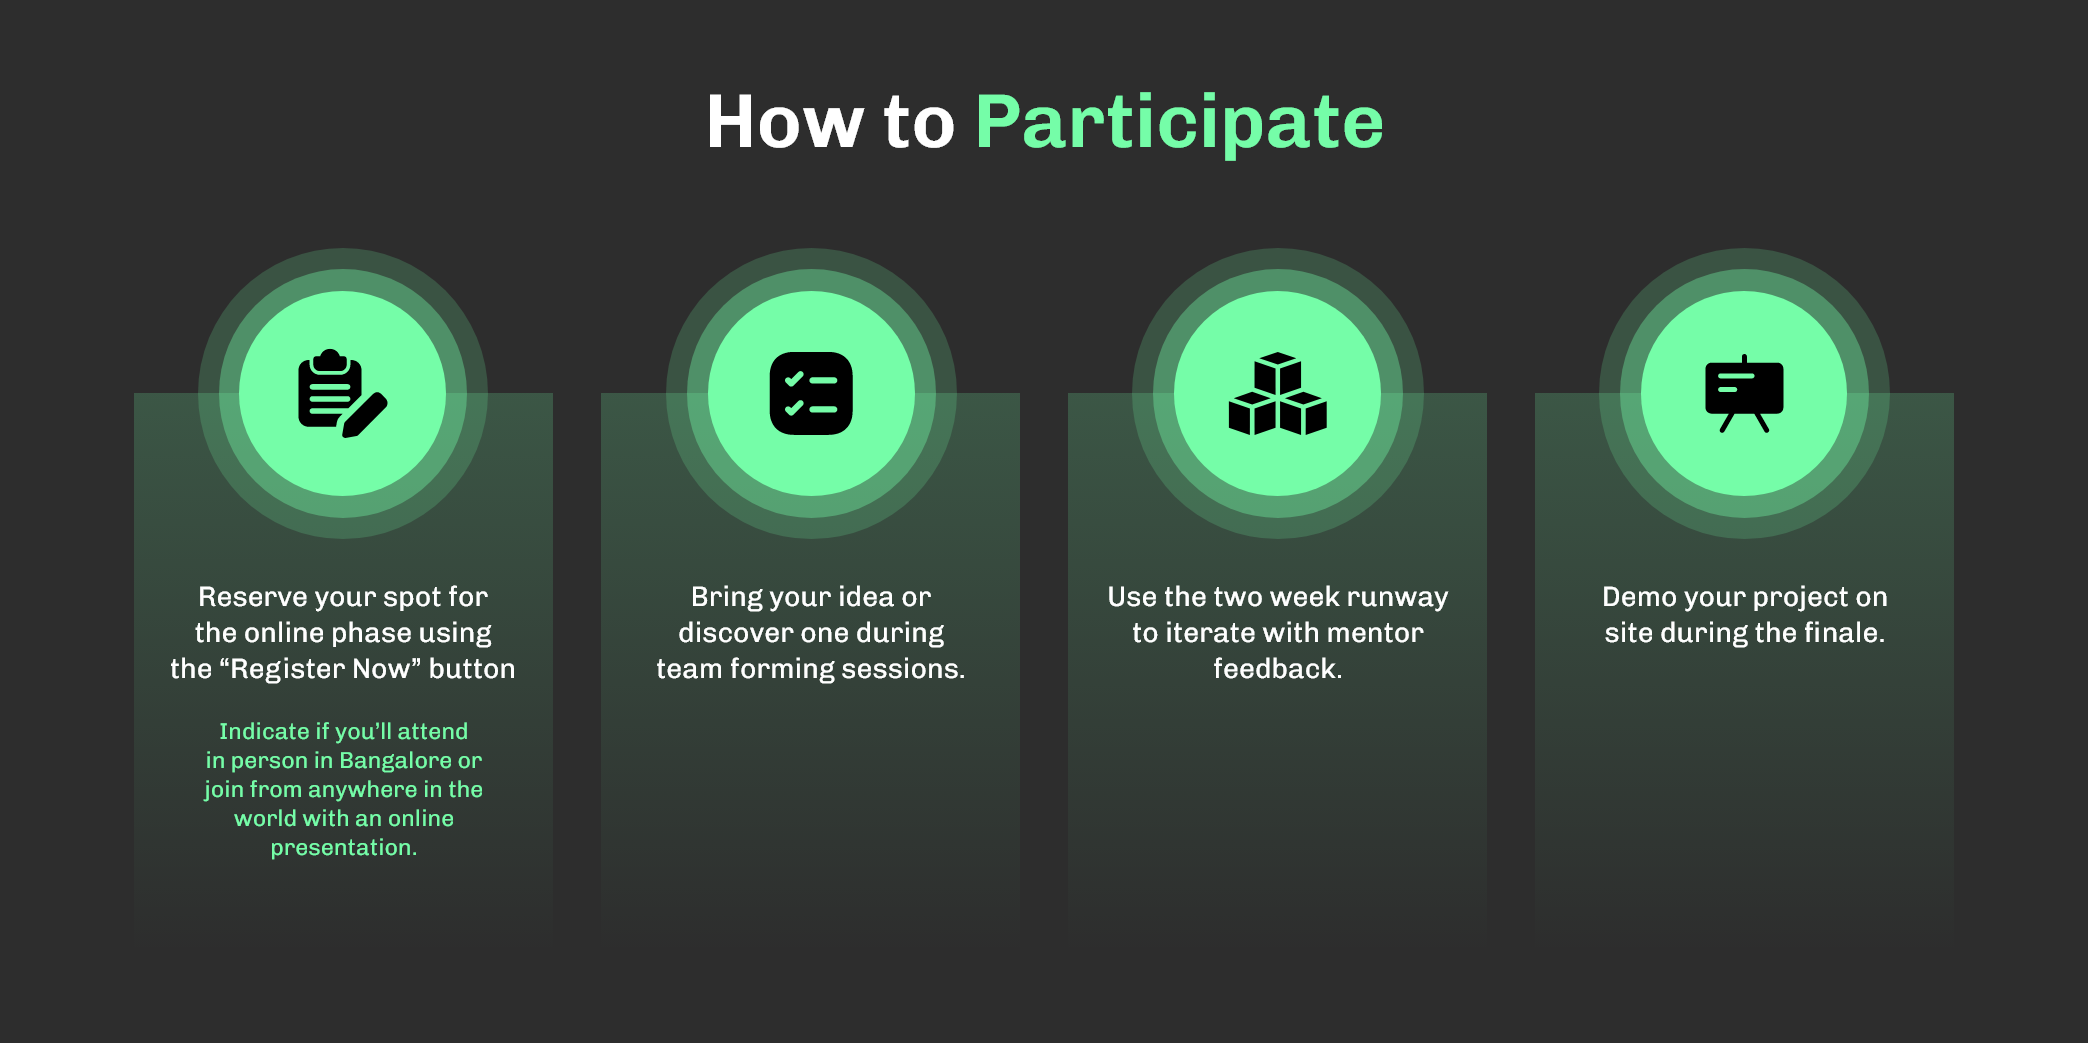 How to Participate
Reserve your spot for
the online phase using
the “Register Now” button
Indicate if you’ll attend
in person in Bangalore or
join from anywhere in the
world with an online
presentation.
Bring your idea or
discover one during
team forming sessions.
Use the two week runway
to iterate with mentor
feedback.
Demo your project on
site during the finale.